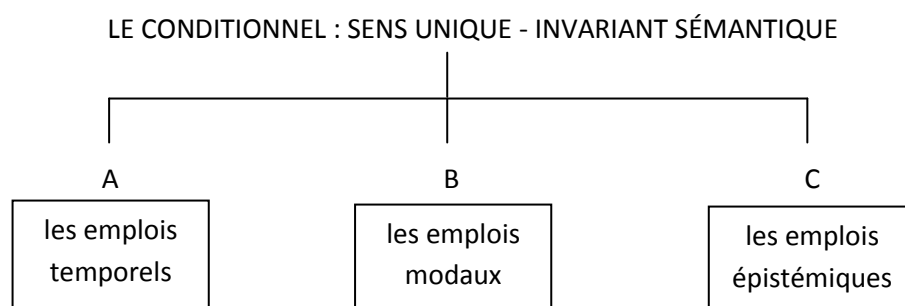 LE CONDITIONNEL : SENS UNIQUE - INVARIANT SÉMANTIQUE
A
B
C
les emplois
temporels
les emplois
modaux
les emplois
épistémiques